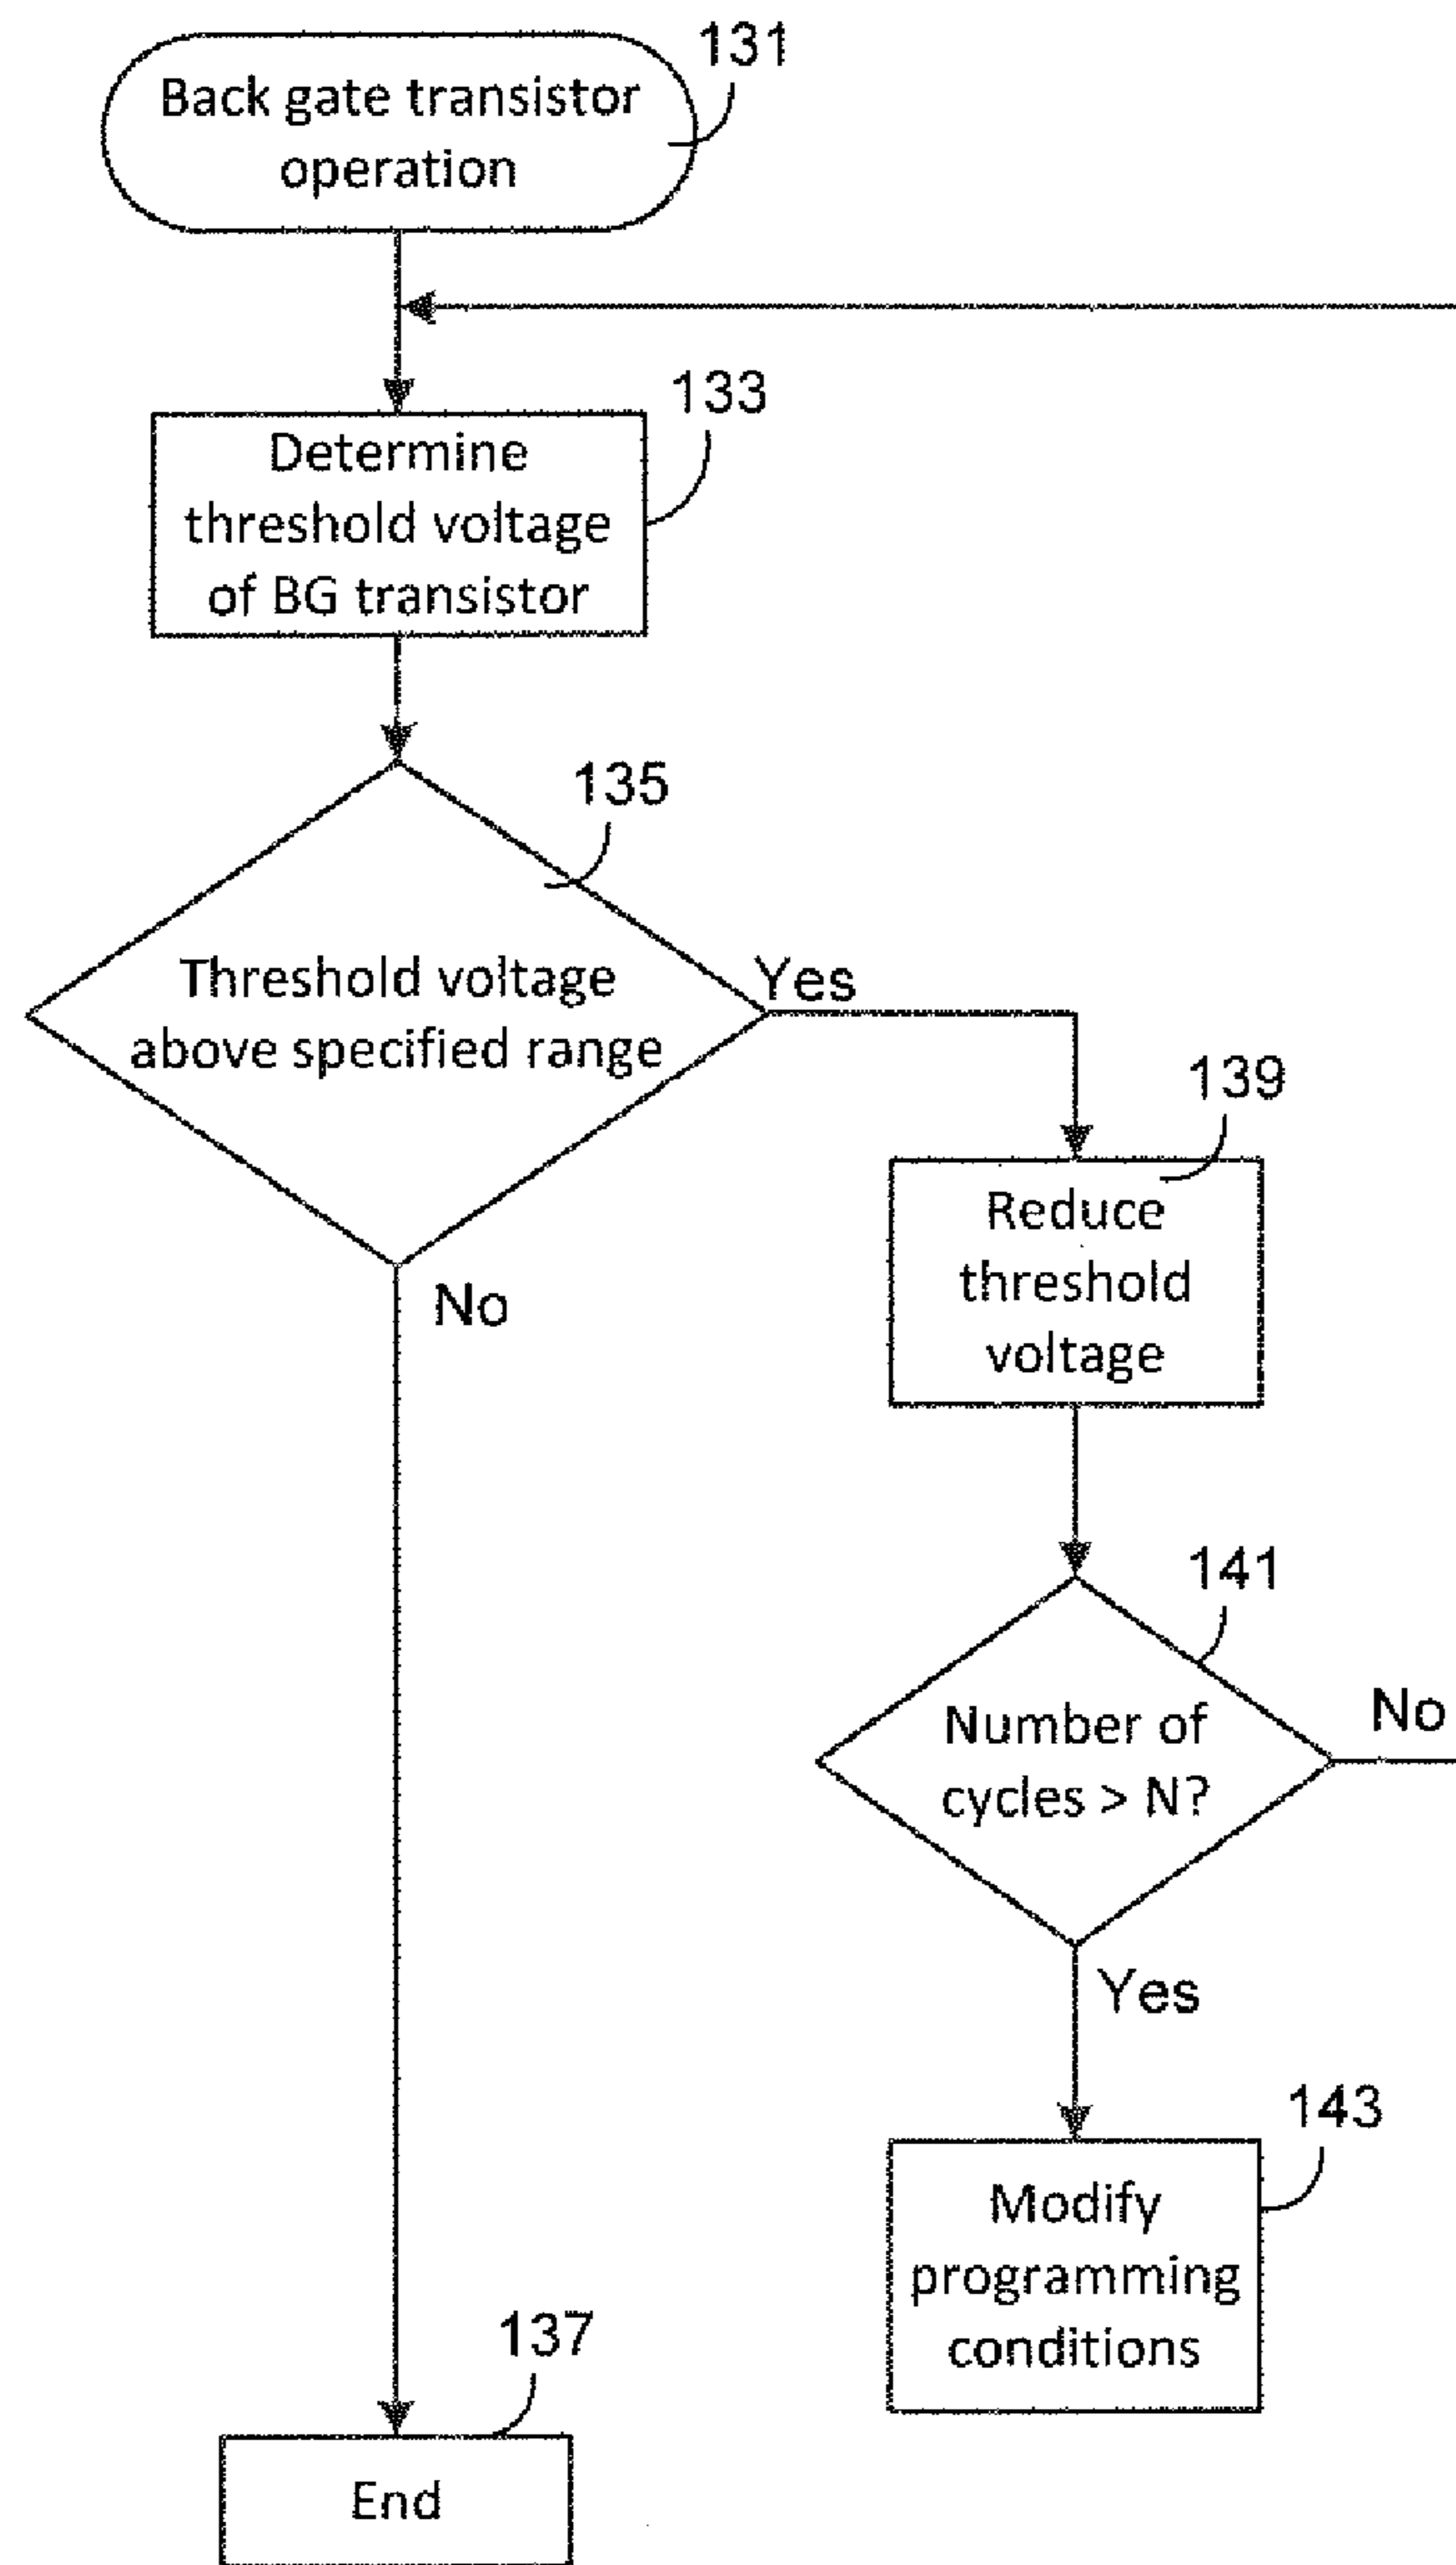 131
Back gate transistor
operation
133
Determine
threshold voltage
of BG transistor
135
Threshold voltage
above specified range
Yes
No
139
Reduce
threshold
voltage
141
Number of
cycles > N?
No
Yes
143
Modify
programming
conditions
137
End